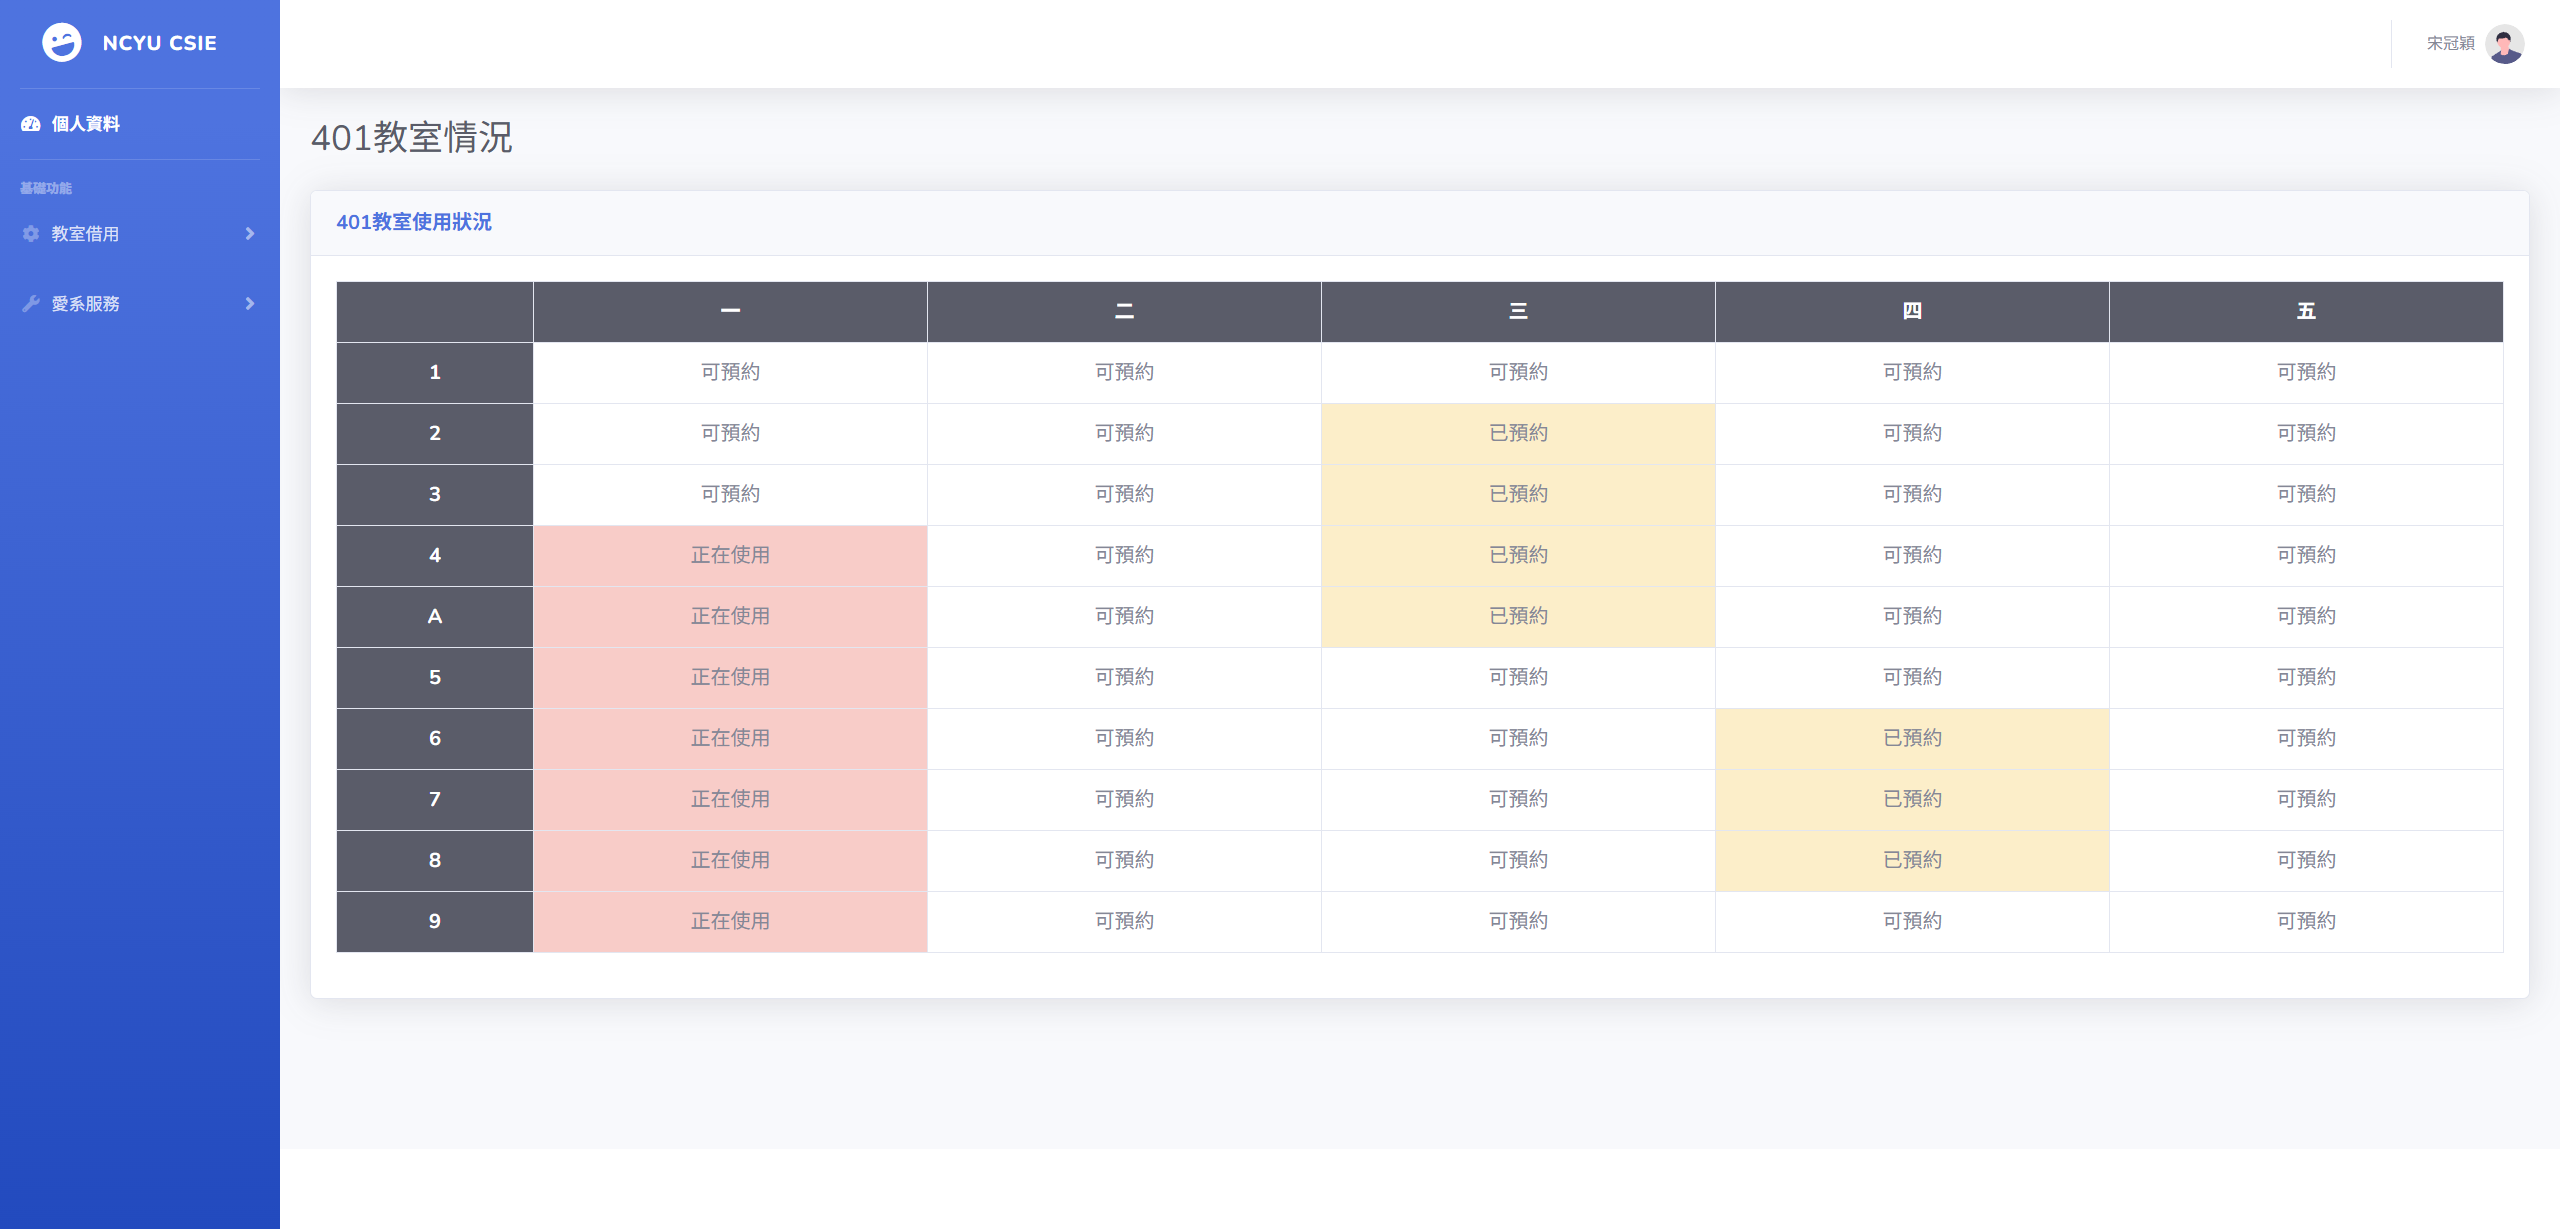 NCYU CSIE
宋冠穎
個人資料
基礎功能
教室借用
愛系服務
401教室情況
401教室使用狀況
一 二 三 四 五
1 可預約 可預約 可預約 可預約 可預約
2 可預約 可預約 已預約 可預約 可預約
3 可預約 可預約 已預約 可預約 可預約
4 正在使用 可預約 已預約 可預約 可預約
A 正在使用 可預約 已預約 可預約 可預約
5 正在使用 可預約 可預約 可預約 可預約
6 正在使用 可預約 可預約 已預約 可預約
7 正在使用 可預約 可預約 已預約 可預約
8 正在使用 可預約 可預約 已預約 可預約
9 正在使用 可預約 可預約 可預約 可預約